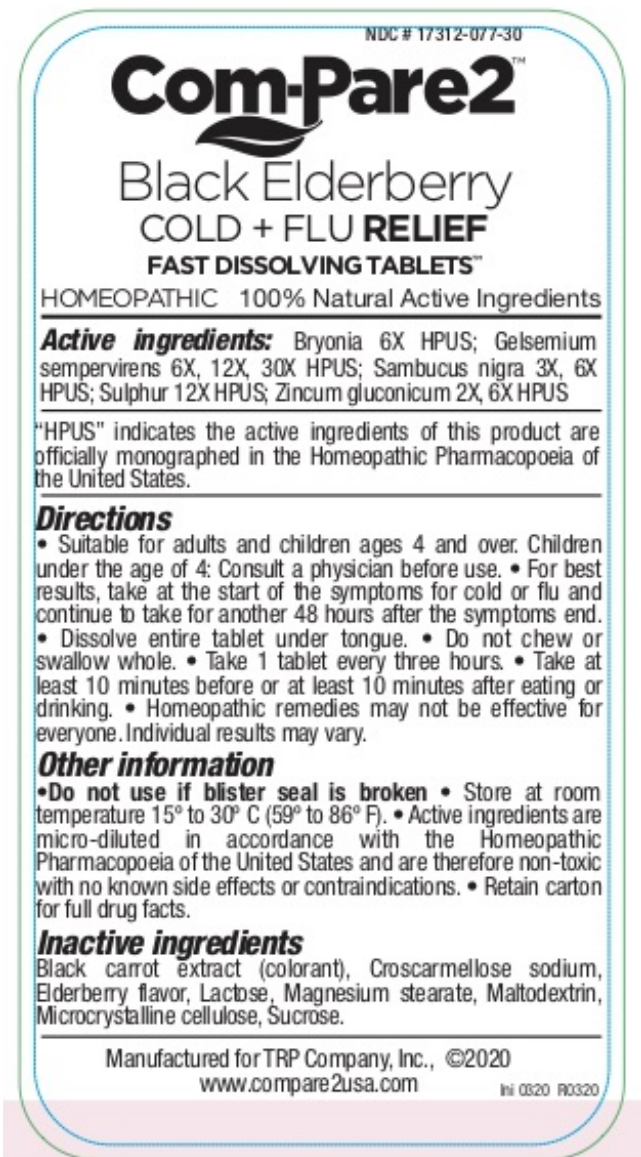 NDC # 17312-077-30
Com-Pare2™
Black Elderberry
COLD + FLU RELIEF
FAST DISSOLVING TABLETS™
HOMEOPATHIC 100% Natural Active Ingredients
Active ingredients: Bryonia 6X HPUS; Gelsemium
sempervirens 6X, 12X, 30X HPUS; Sambucus nigra 3X, 6X
HPUS; Sulphur 12X HPUS; Zincum gluconicum 2X, 6X HPUS
“HPUS” indicates the active ingredients of this product are
officially monographed in the Homeopathic Pharmacopoeia of
the United States.
Directions
• Suitable for adults and children ages 4 and over. Children
under the age of 4: Consult a physician before use. • For best
results, take at the start of the symptoms for cold or flu and
continue to take for another 48 hours after the symptoms end.
• Dissolve entire tablet under tongue. • Do not chew or
swallow whole. • Take 1 tablet every three hours. • Take at
least 10 minutes before or at least 10 minutes after eating or
drinking. • Homeopathic remedies may not be effective for
everyone. Individual results may vary.
Other information
•Do not use if blister seal is broken • Store at room
temperature 15º to 30º C (59º to 86º F). • Active ingredients are
micro-diluted in accordance with the Homeopathic
Pharmacopoeia of the United States and are therefore non-toxic
with no known side effects or contraindications. • Retain carton
for full drug facts.
Inactive ingredients
Black carrot extract (colorant), Croscarmellose sodium,
Elderberry flavor, Lactose, Magnesium stearate, Maltodextrin,
Microcrystalline cellulose, Sucrose.
Manufactured for TRP Company, Inc., ©2020
www.compare2usa.com
Ini 0320 R0320